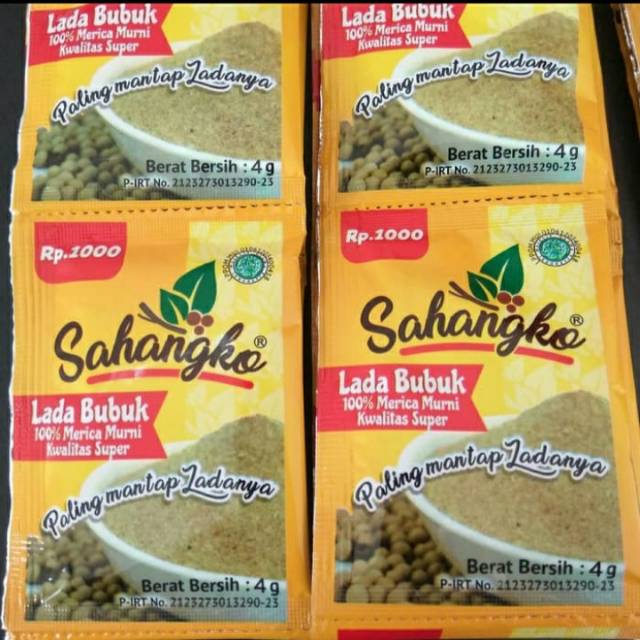 Lada Bubuk
100% Merica Murni
Kwalitas Super
Paling mantap Ladanya
Berat Bersih : 4 g
P-IRT No. 2123273013290-23
Lada Bubuk
100% Merica Murni
Kwalitas Super
Paling mantap Ladanya
Berat Bersih : 4 g
P-IRT No. 2123273013290-23
Rp.1000
Sahangko®
Lada Bubuk
100% Merica Murni
Kwalitas Super
Paling mantap Ladanya
Berat Bersih : 4 g
P-IRT No. 2123273013290-23
Rp.1000
Sahangko®
Lada Bubuk
100% Merica Murni
Kwalitas Super
Paling mantap Ladanya
Berat Bersih : 4 g
P-IRT No. 2123273013290-23